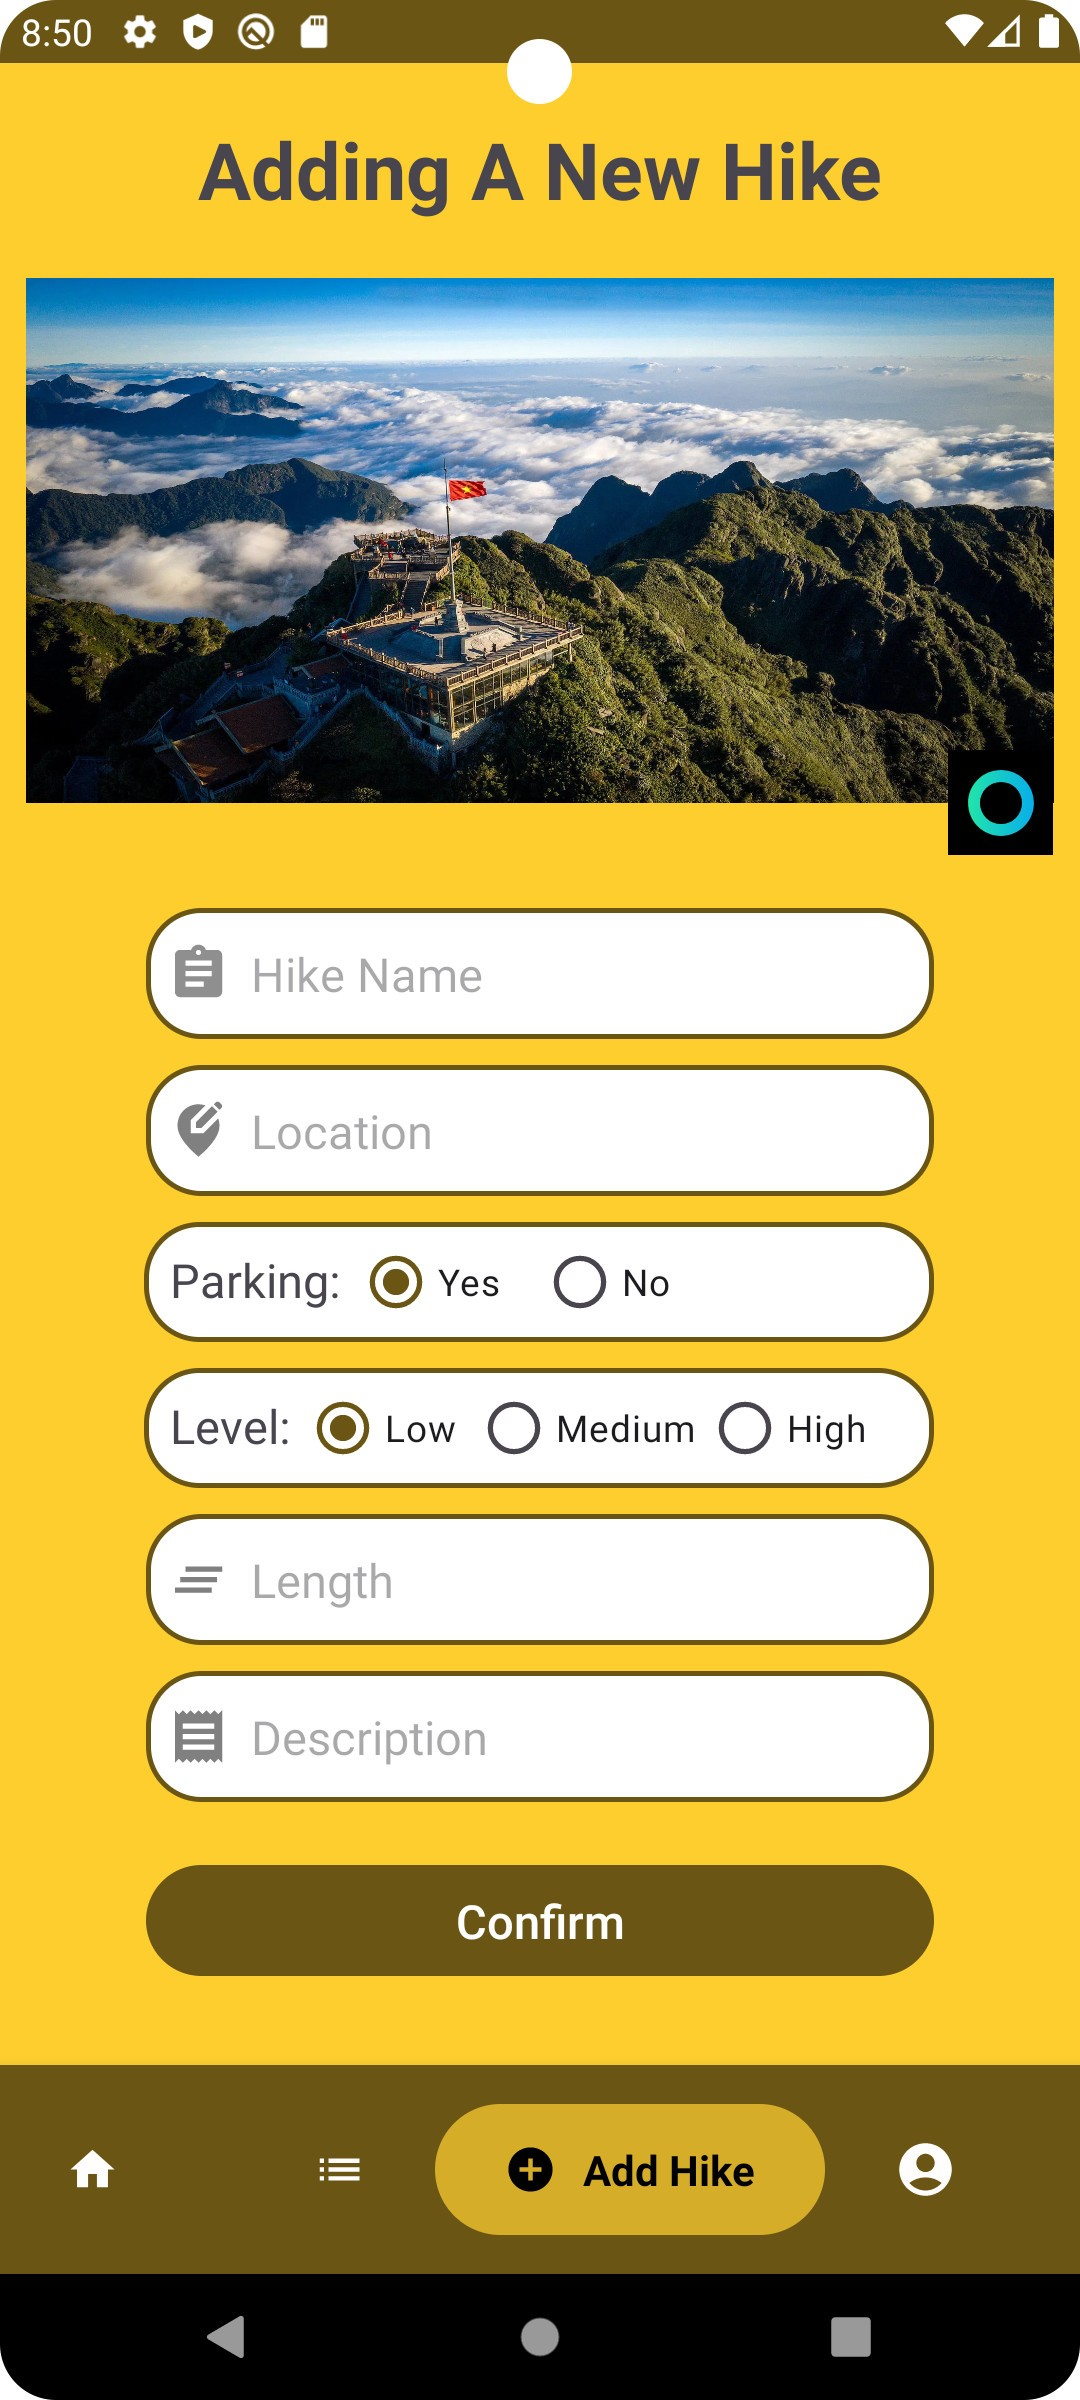 8:50
Adding A New Hike
Hike Name
Location
Parking: Yes No
Level: Low Medium High
Length
Description
Confirm
Add Hike